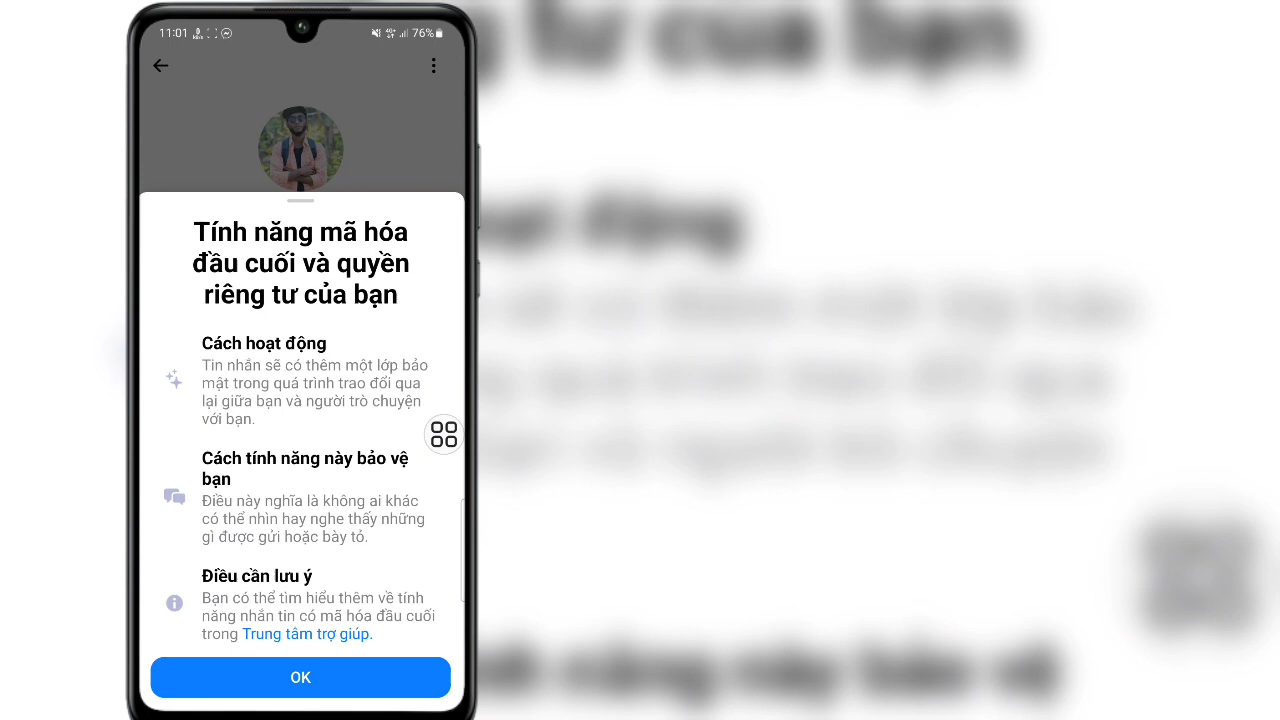 11:01
76%
Tính năng mã hóa
đầu cuối và quyền
riêng tư của bạn
Cách hoạt động
Tin nhắn sẽ có thêm một lớp bảo
mật trong quá trình trao đổi qua
lại giữa bạn và người trò chuyện
với bạn.
Cách tính năng này bảo vệ
bạn
Điều này nghĩa là không ai khác
có thể nhìn hay nghe thấy những
gì được gửi hoặc bày tỏ.
Điều cần lưu ý
Bạn có thể tìm hiểu thêm về tính
năng nhắn tin có mã hóa đầu cuối
trong Trung tâm trợ giúp.
OK